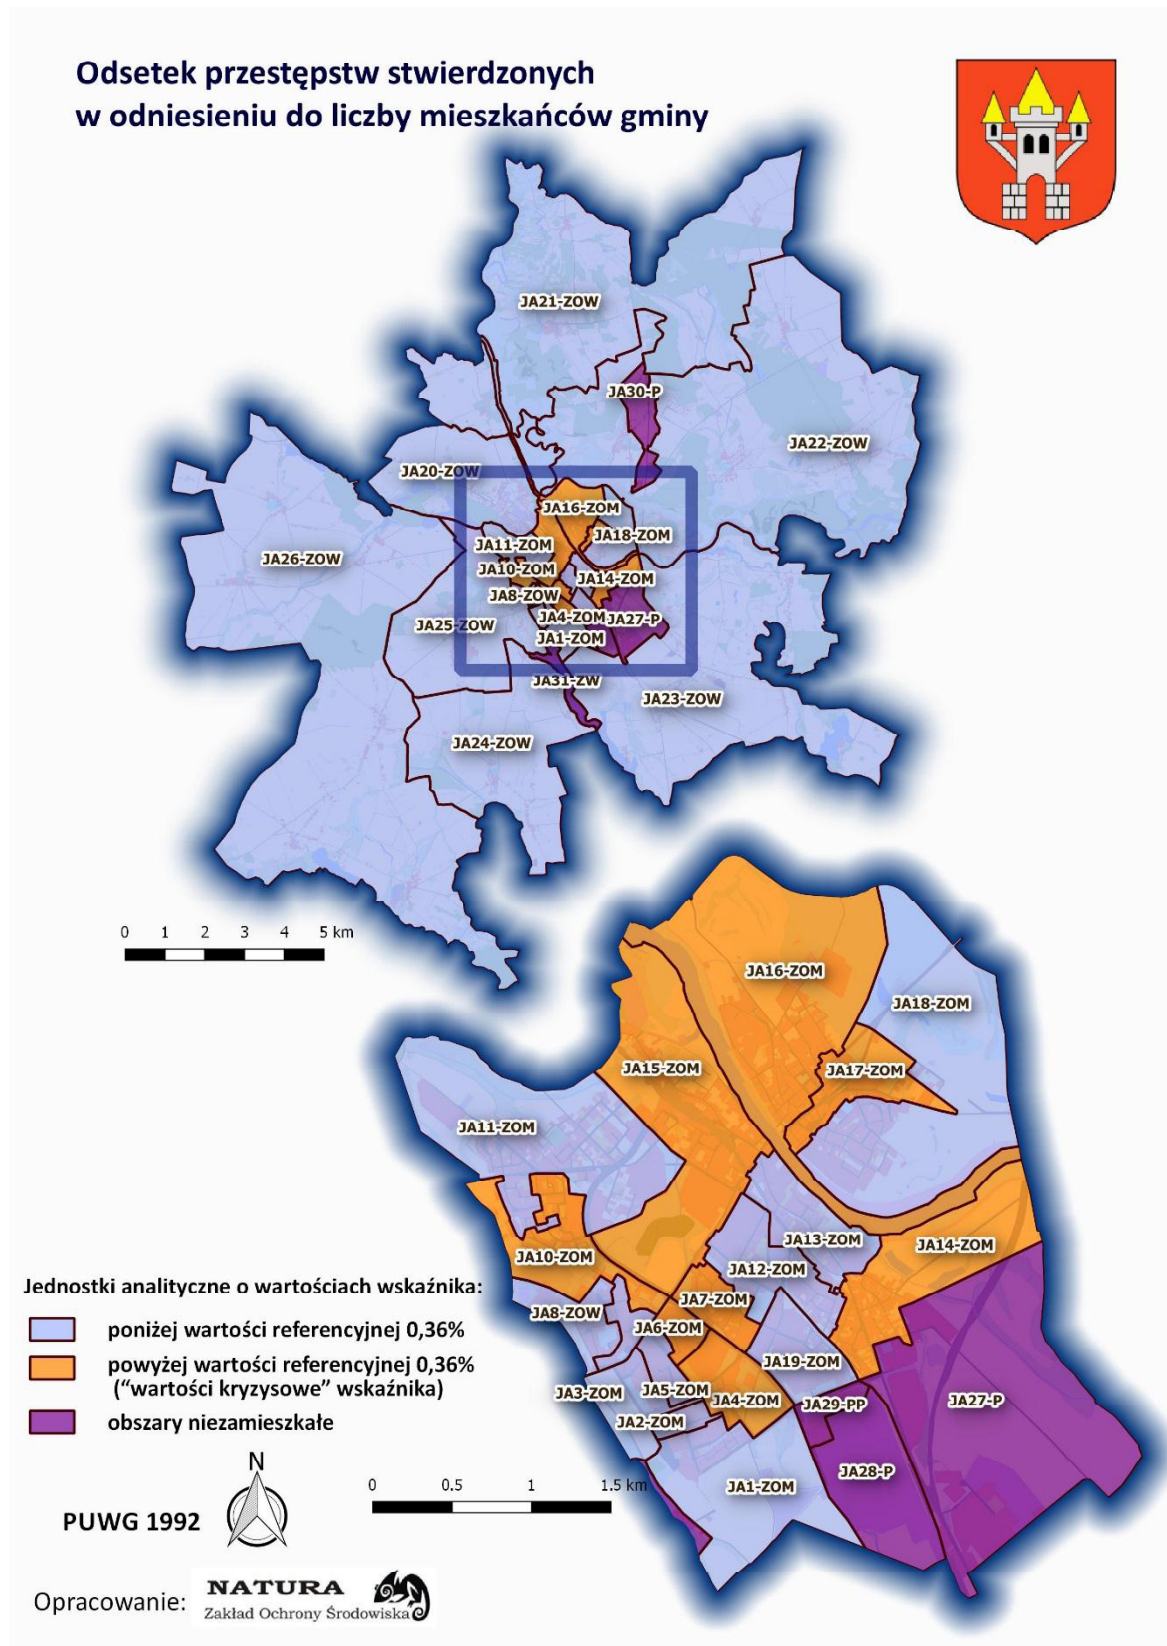 Odsetek przestępstw stwierdzonych
w odniesieniu do liczby mieszkańców gminy
JA21-ZOW
JA30-P
JA22-ZOW
JA20-ZOW
JA16-ZOM
JA18-ZOM
JA11-ZOM
JA26-ZOW
JA10-ZOM
JA14-ZOM
JA8-ZOW
JA4-ZOM
JA27-P
JA25-ZOW
JA1-ZOM
JA31-ZW
JA23-ZOW
JA24-ZOW
0 1 2 3 4 5 km
JA16-ZOM
JA18-ZOM
JA15-ZOM
JA17-ZOM
JA11-ZOM
JA13-ZOM
JA14-ZOM
JA10-ZOM
JA12-ZOM
JA7-ZOM
JA8-ZOW
JA6-ZOM
JA19-ZOM
JA5-ZOM
JA3-ZOM
JA4-ZOM
JA29-PP
JA27-P
JA2-ZOM
JA28-P
JA1-ZOM
Jednostki analityczne o wartościach wskaźnika:
poniżej wartości referencyjnej 0,36%
powyżej wartości referencyjnej 0,36%
("wartości kryzysowe" wskaźnika)
obszary niezamieszkałe
N
0 0.5 1 1.5 km
PUWG 1992
Opracowanie:
NATURA
Zakład Ochrony Środowiska